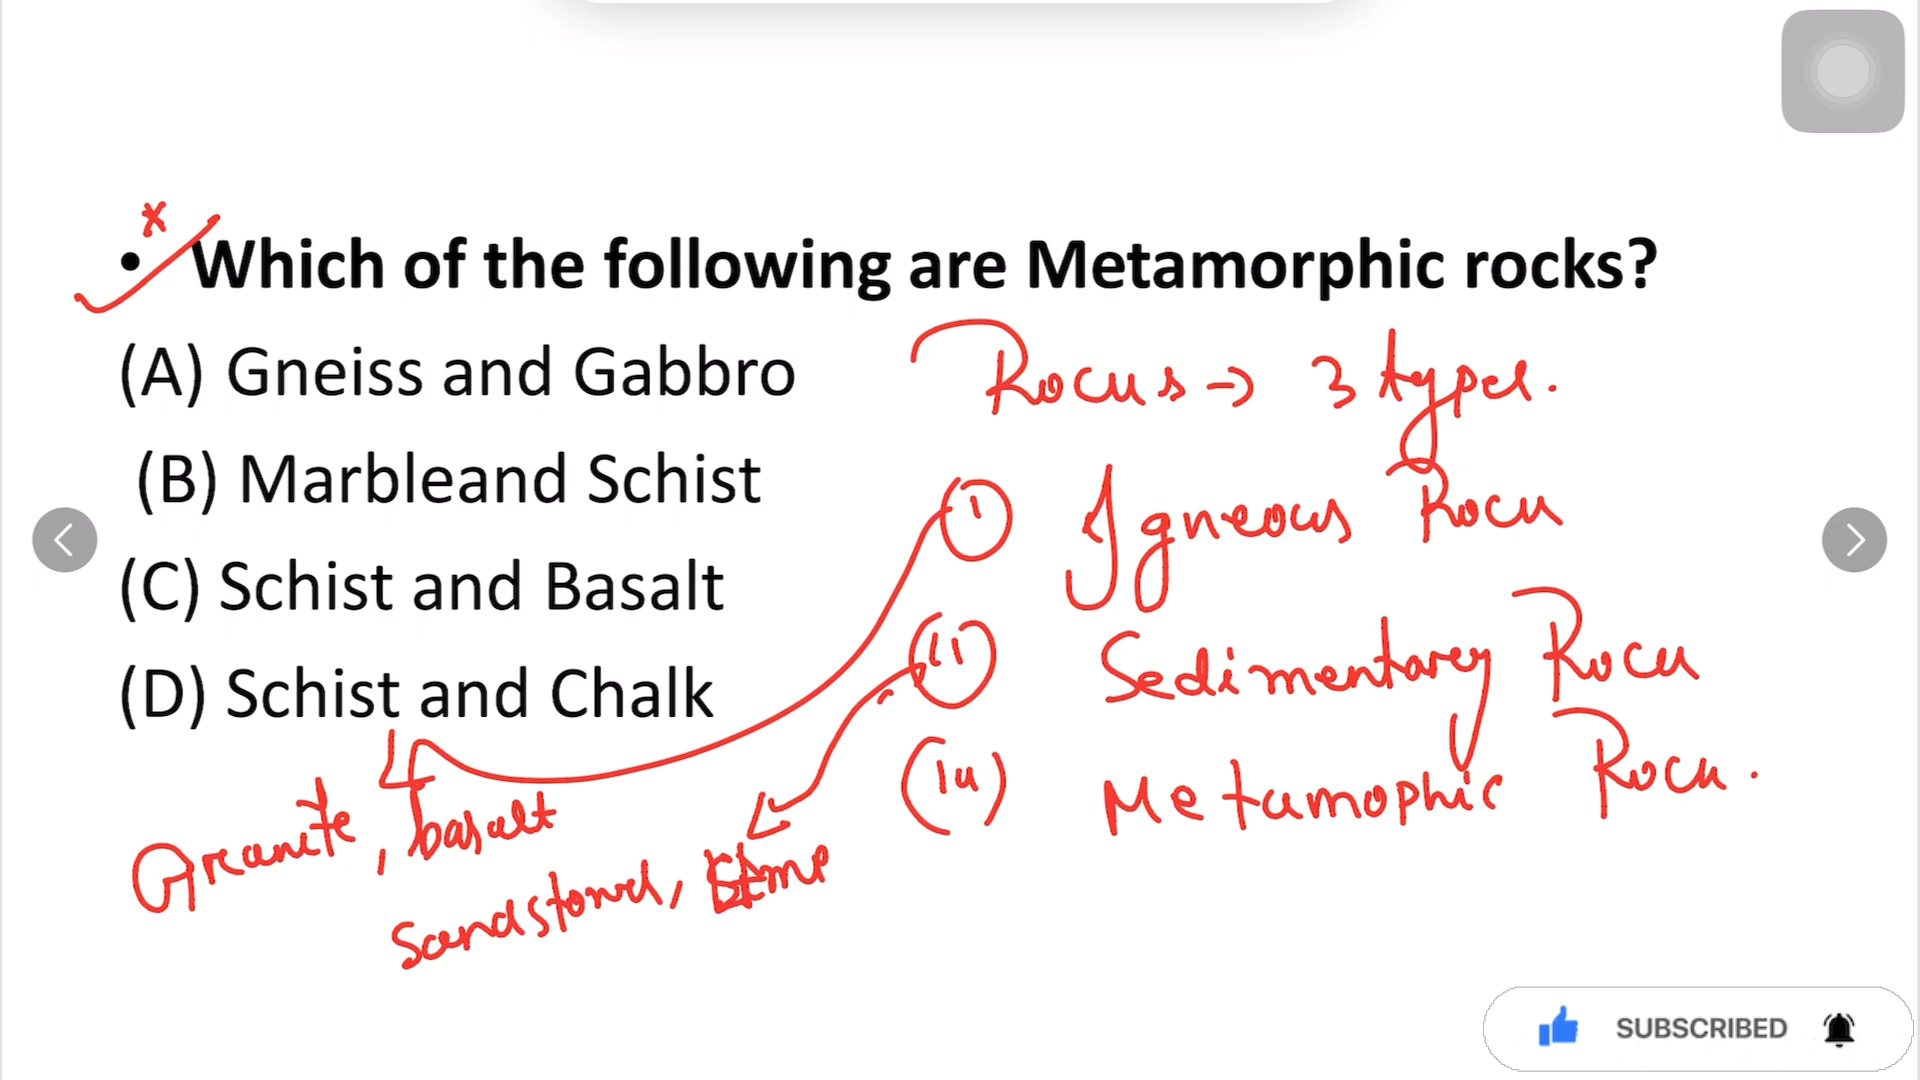 • Which of the following are Metamorphic rocks?
(A) Gneiss and Gabbro
Rocks → 3 types.
(B) Marbleand Schist
(i) Igneous Rock
(C) Schist and Basalt
(ii) Sedimentary Rock
(D) Schist and Chalk
(iii) Metamophic Rock.
Granite, basalt
Sandstone,
SUBSCRIBED